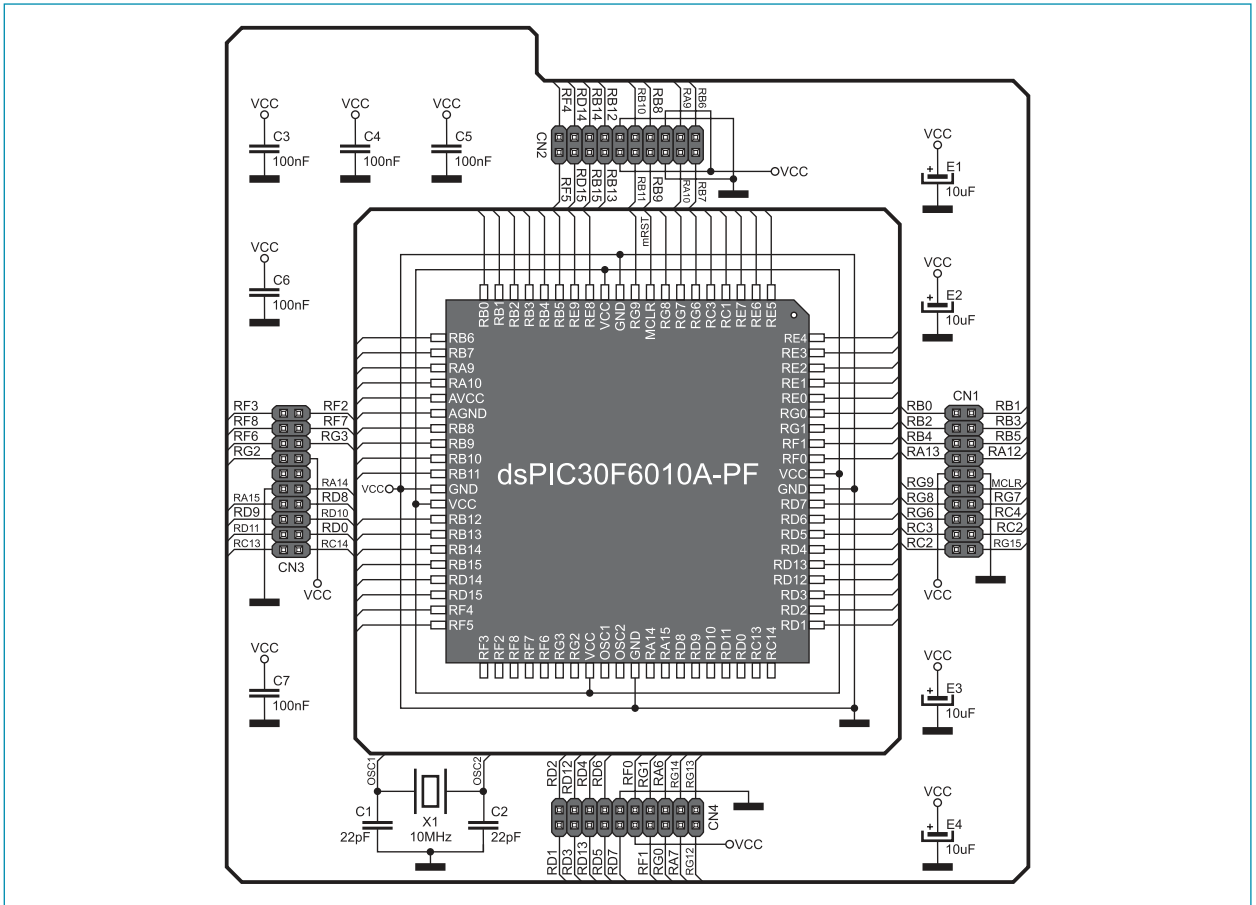 VCC
C3
100nF
VCC
C4
100nF
VCC
C5
100nF
RF4
RD14
RB14
RB12
RB10
RB8
RA9
RB6
CN2
VCC
RF5
RD15
RB15
RB13
RB11
RB9
RA10
RB7
VCC
E1
10uF
VCC
C6
100nF
VCC
E2
10uF
mRST
RB0
RB1
RB2
RB3
RB4
RB5
RE9
RE8
VCC
GND
RG9
MCLR
RG8
RG7
RG6
RC3
RC1
RE7
RE6
RE5
RB6
RB7
RA9
RA10
AVCC
AGND
RB8
RB9
RB10
RB11
GND
VCC
RB12
RB13
RB14
RB15
RD14
RD15
RF4
RF5
VCC
dsPIC30F6010A-PF
RE4
RE3
RE2
RE1
RE0
RG0
RG1
RF1
RF0
VCC
GND
RD7
RD6
RD5
RD4
RD13
RD12
RD3
RD2
RD1
RF3
RF2
RF8
RF7
RF6
RG3
RG2
VCC
OSC1
OSC2
GND
RA14
RA15
RD8
RD9
RD10
RD11
RD0
RC13
RC14
RF3 RF2
RF8 RF7
RF6 RG3
RG2
RA14
RA15 RD8
RD9 RD10
RD11 RD0
RC13 RC14
CN3
VCC
CN1
RB0 RB1
RB2 RB3
RB4 RB5
RA13 RA12
RG9 MCLR
RG8 RG7
RG6 RC4
RC3 RC2
RC2 RG15
VCC
VCC
C7
100nF
VCC
E3
10uF
OSC1
OSC2
C1
22pF
X1
10MHz
C2
22pF
RD2
RD12
RD4
RD6
RF0
RG1
RA6
RG14
RG13
CN4
VCC
RD1
RD3
RD13
RD5
RD7
RF1
RG0
RA7
RG12
VCC
E4
10uF